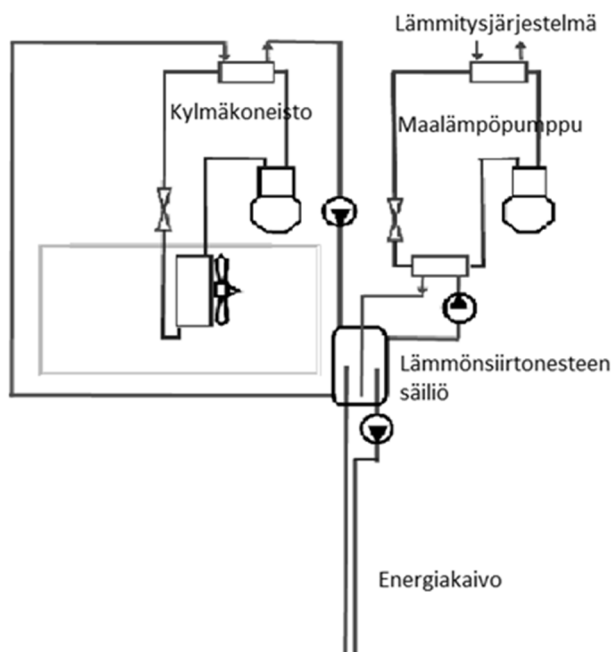 Lämmitysjärjestelmä
Kylmäkoneisto
Maalämpöpumppu
Lämmönsiirtonesteen
säiliö
Energiakaivo